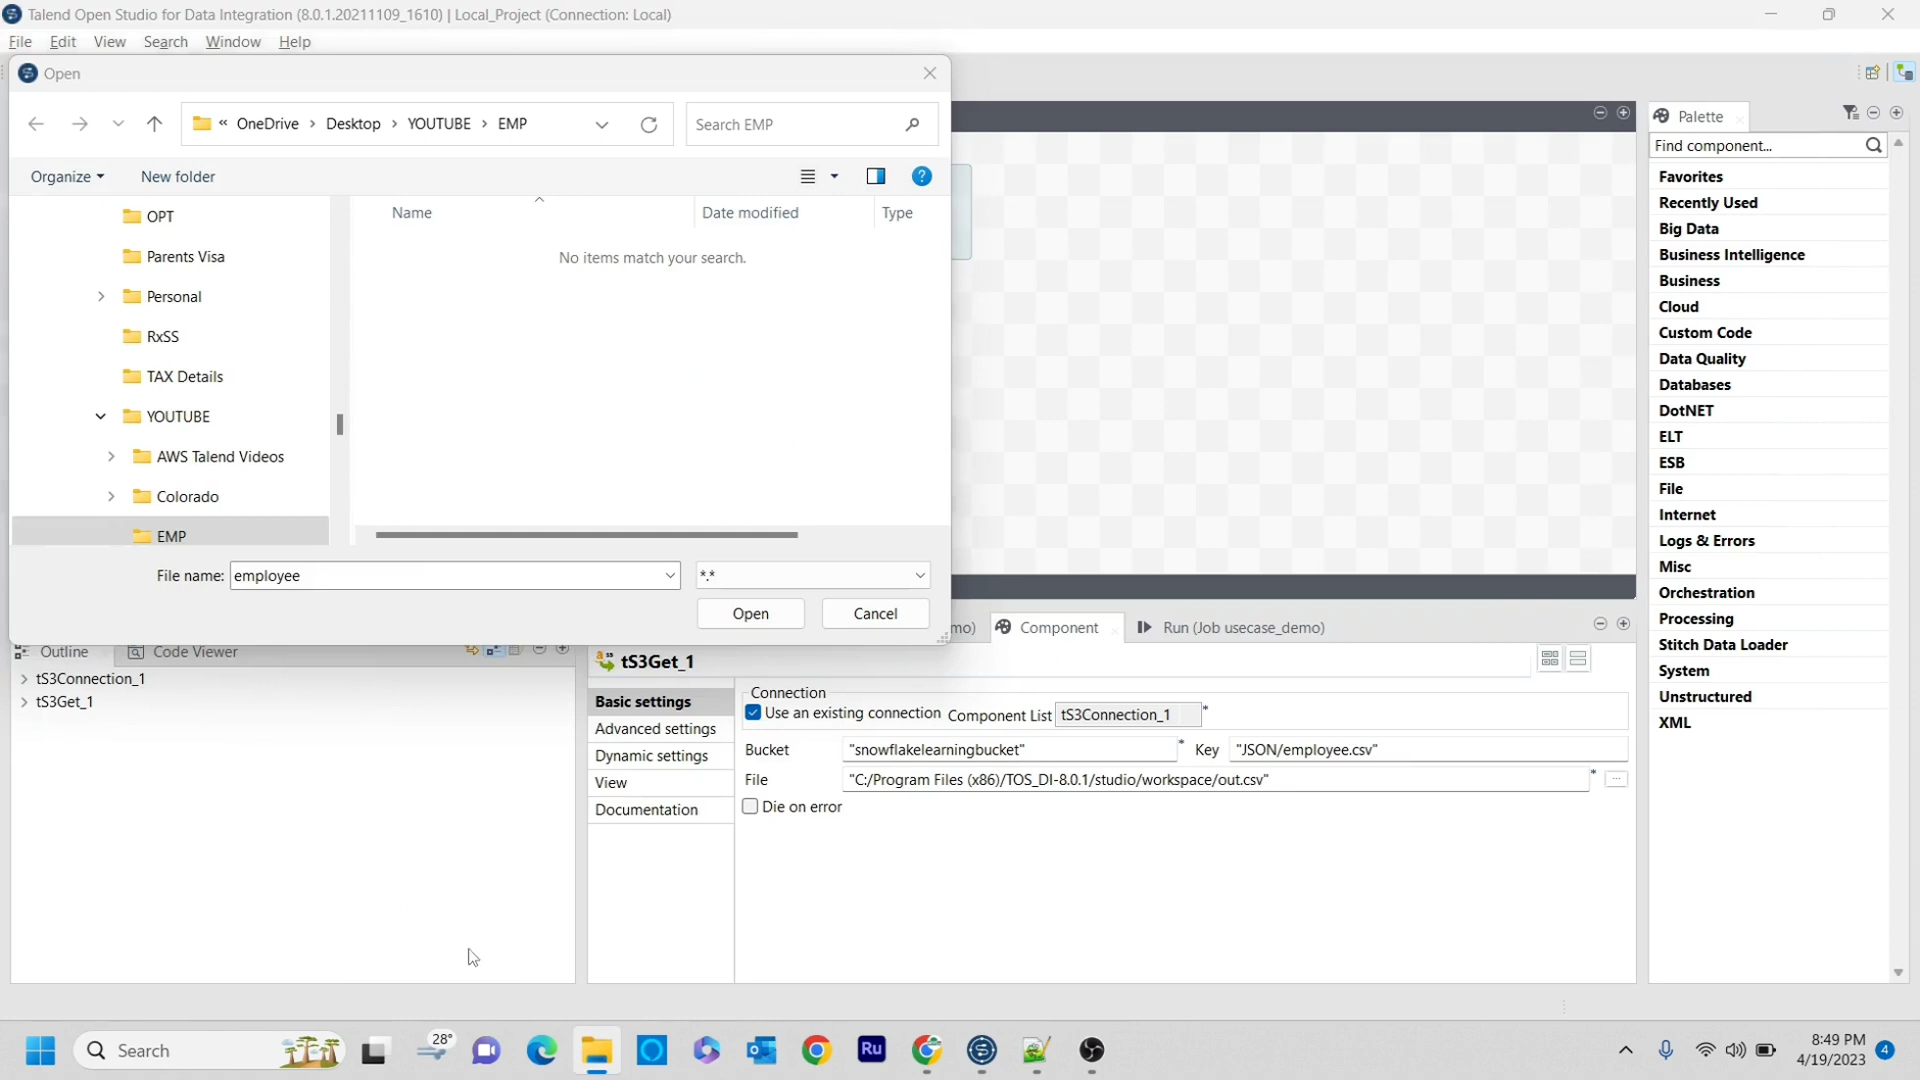 Talend Open Studio for Data Integration (8.0.1.20211109_1610) | Local_Project (Connection: Local)
File Edit View Search Window Help
Open
« OneDrive > Desktop > YOUTUBE > EMP
Search EMP
Organize New folder
Name Date modified Type
No items match your search.
OPT
Parents Visa
Personal
RxSS
TAX Details
YOUTUBE
AWS Talend Videos
Colorado
EMP
File name: employee *.*
Open Cancel
Palette
Find component...
Favorites
Recently Used
Big Data
Business Intelligence
Business
Cloud
Custom Code
Data Quality
Databases
DotNET
ELT
ESB
File
Internet
Logs & Errors
Misc
Orchestration
Processing
Stitch Data Loader
System
Unstructured
XML
Outline Code Viewer
tS3Connection_1
tS3Get_1
mo) Component Run (Job usecase_demo)
tS3Get_1
Basic settings
Advanced settings
Dynamic settings
View
Documentation
Connection
Use an existing connection Component List tS3Connection_1 *
Bucket "snowflakelearningbucket" * Key "JSON/employee.csv"
File "C:/Program Files (x86)/TOS_DI-8.0.1/studio/workspace/out.csv" * ...
Die on error
Search
28°
Ru
8:49 PM
4/19/2023
4